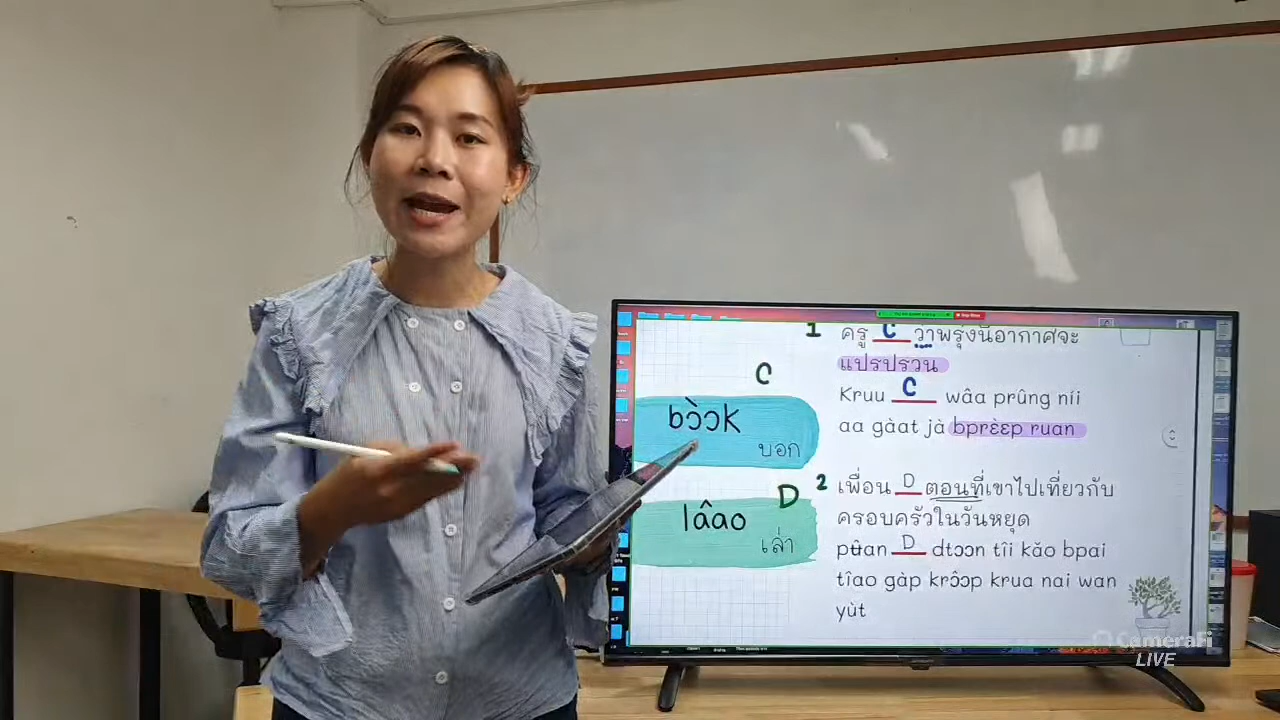 C
bɔ̀ɔk
บอก
D
lâao
เล่า
1 ครู C ว่าพรุ่งนี้อากาศจะ
แปรปรวน
Kruu C wâa prûng níi
aa gàat jà bprɛ̀ɛp ruan
2 เพื่อน D ตอนที่เขาไปเที่ยวกับ
ครอบครัวในวันหยุด
pʉ̂an D dtɔɔn tîi kǎo bpai
tîao gàp krɔ̂ɔp krua nai wan
yùt
CameraFi
LIVE